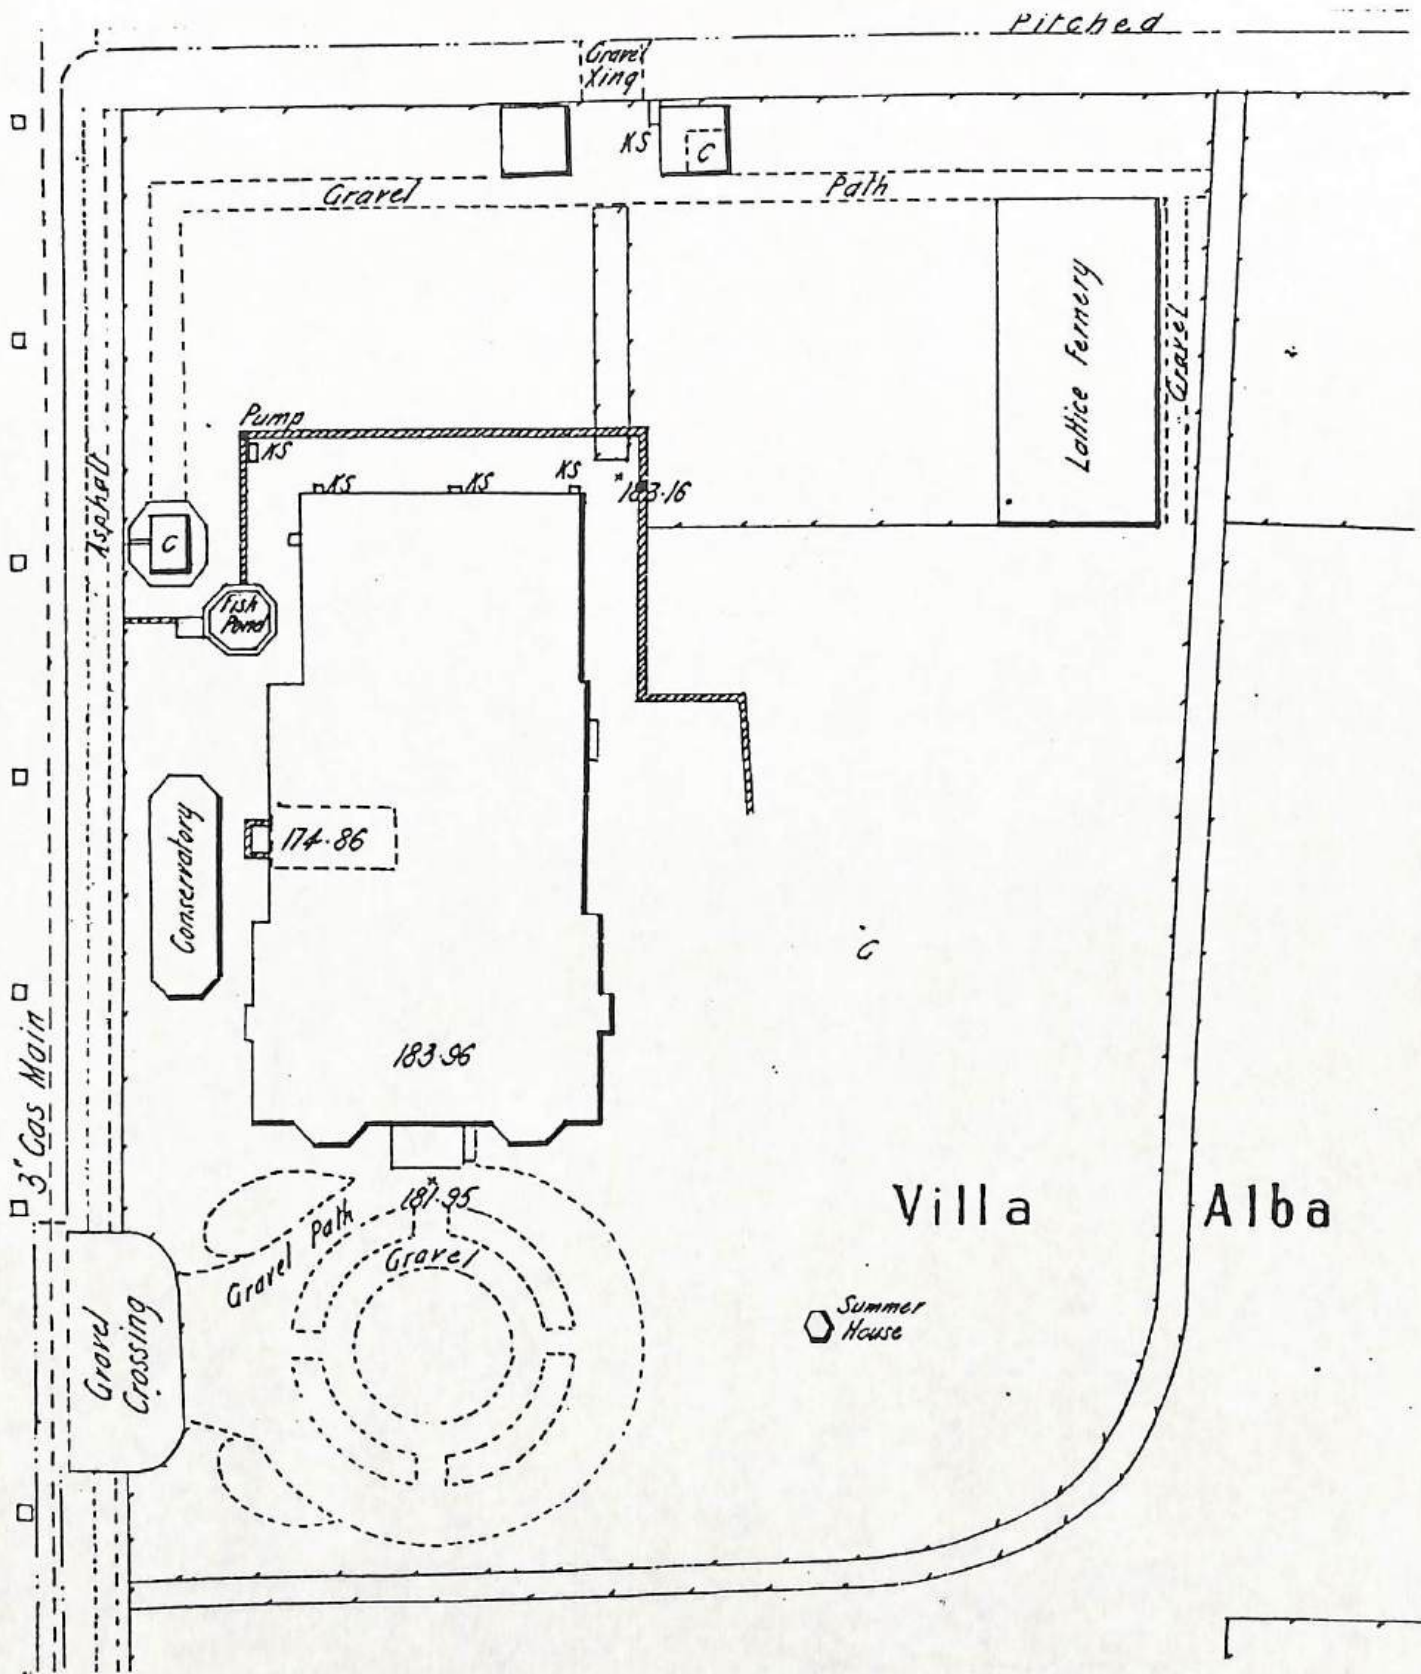 Pitched
Gravel
Xing
KS
C
Gravel
Path
Lattice Fernery
Gravel
Pump
KS
KS
KS
KS
183.16
Asphalt
C
Fish
Pond
Conservatory
174.86
G
3" Gas Main
183.96
181.95
Villa Alba
Gravel Path
Gravel
Summer
House
Gravel
Crossing